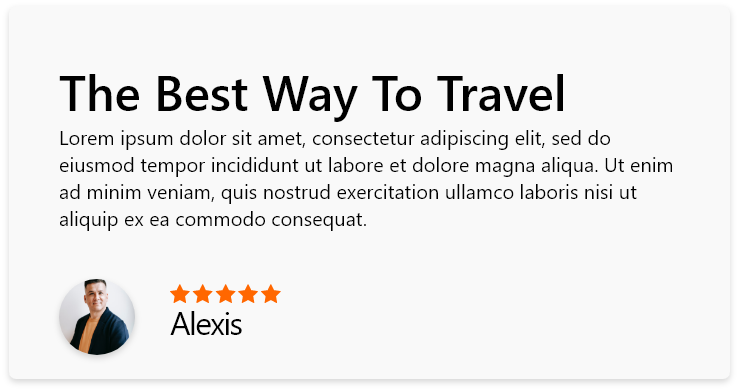 The Best Way To Travel
Lorem ipsum dolor sit amet, consectetur adipiscing elit, sed do
eiusmod tempor incididunt ut labore et dolore magna aliqua. Ut enim
ad minim veniam, quis nostrud exercitation ullamco laboris nisi ut
aliquip ex ea commodo consequat.
Alexis